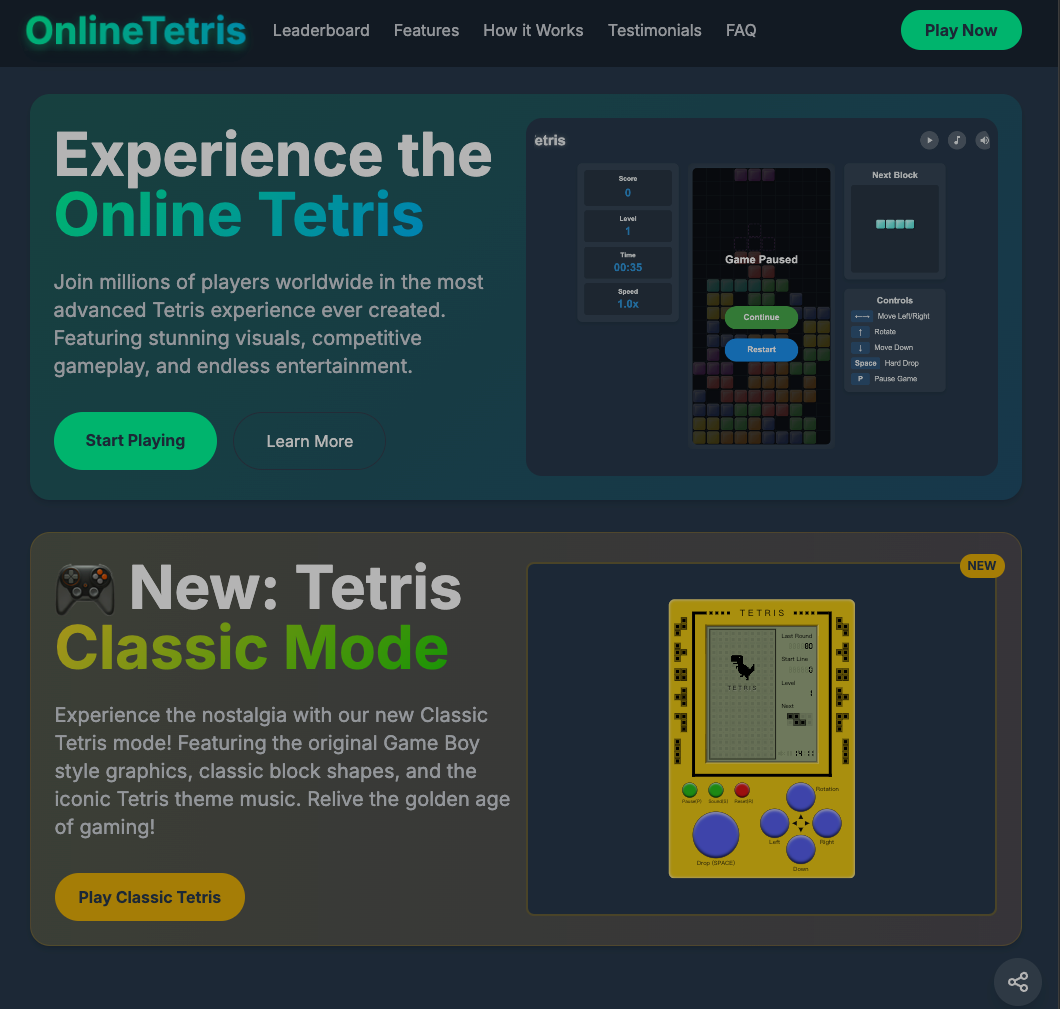 OnlineTetris
Leaderboard
Features
How it Works
Testimonials
FAQ
Play Now
Experience the
Online Tetris
Join millions of players worldwide in the most
advanced Tetris experience ever created.
Featuring stunning visuals, competitive
gameplay, and endless entertainment.
Start Playing
Learn More
etris
Score
0
Level
1
Time
00:35
Speed
1.0x
Game Paused
Continue
Restart
Next Block
Controls
←→ Move Left/Right
↑ Rotate
↓ Move Down
Space Hard Drop
P Pause Game
🎮 New: Tetris
Classic Mode
Experience the nostalgia with our new Classic
Tetris mode! Featuring the original Game Boy
style graphics, classic block shapes, and the
iconic Tetris theme music. Relive the golden age
of gaming!
Play Classic Tetris
NEW
TETRIS
TETRIS
Last Round
80
Start Line
0
Level
1
Next
14:11
Pause(P)
Sound(S)
Reset(R)
Rotation
Left
Right
Down
Drop (SPACE)